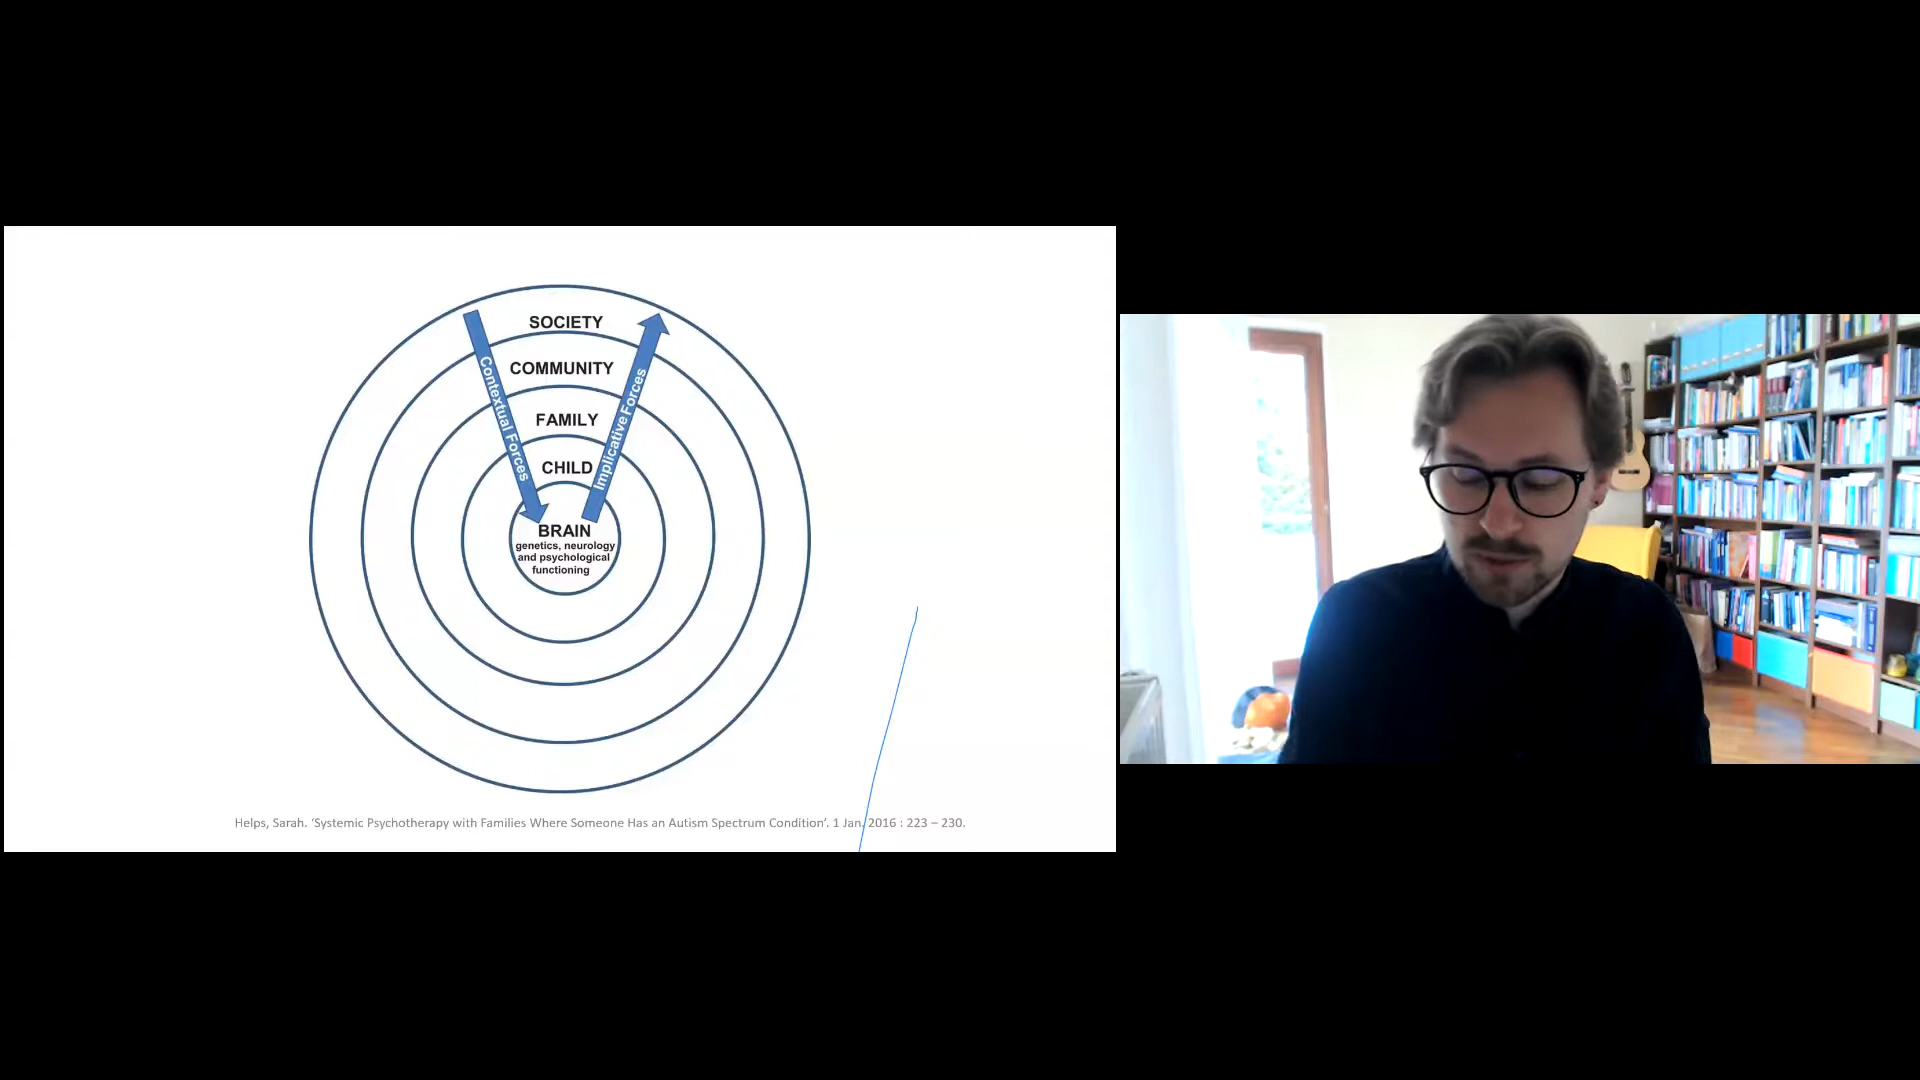 SOCIETY
COMMUNITY
FAMILY
CHILD
Contextual Forces
Implicative Forces
BRAIN
genetics, neurology
and psychological
functioning
Helps, Sarah. ‘Systemic Psychotherapy with Families Where Someone Has an Autism Spectrum Condition’. 1 Jan. 2016 : 223 – 230.